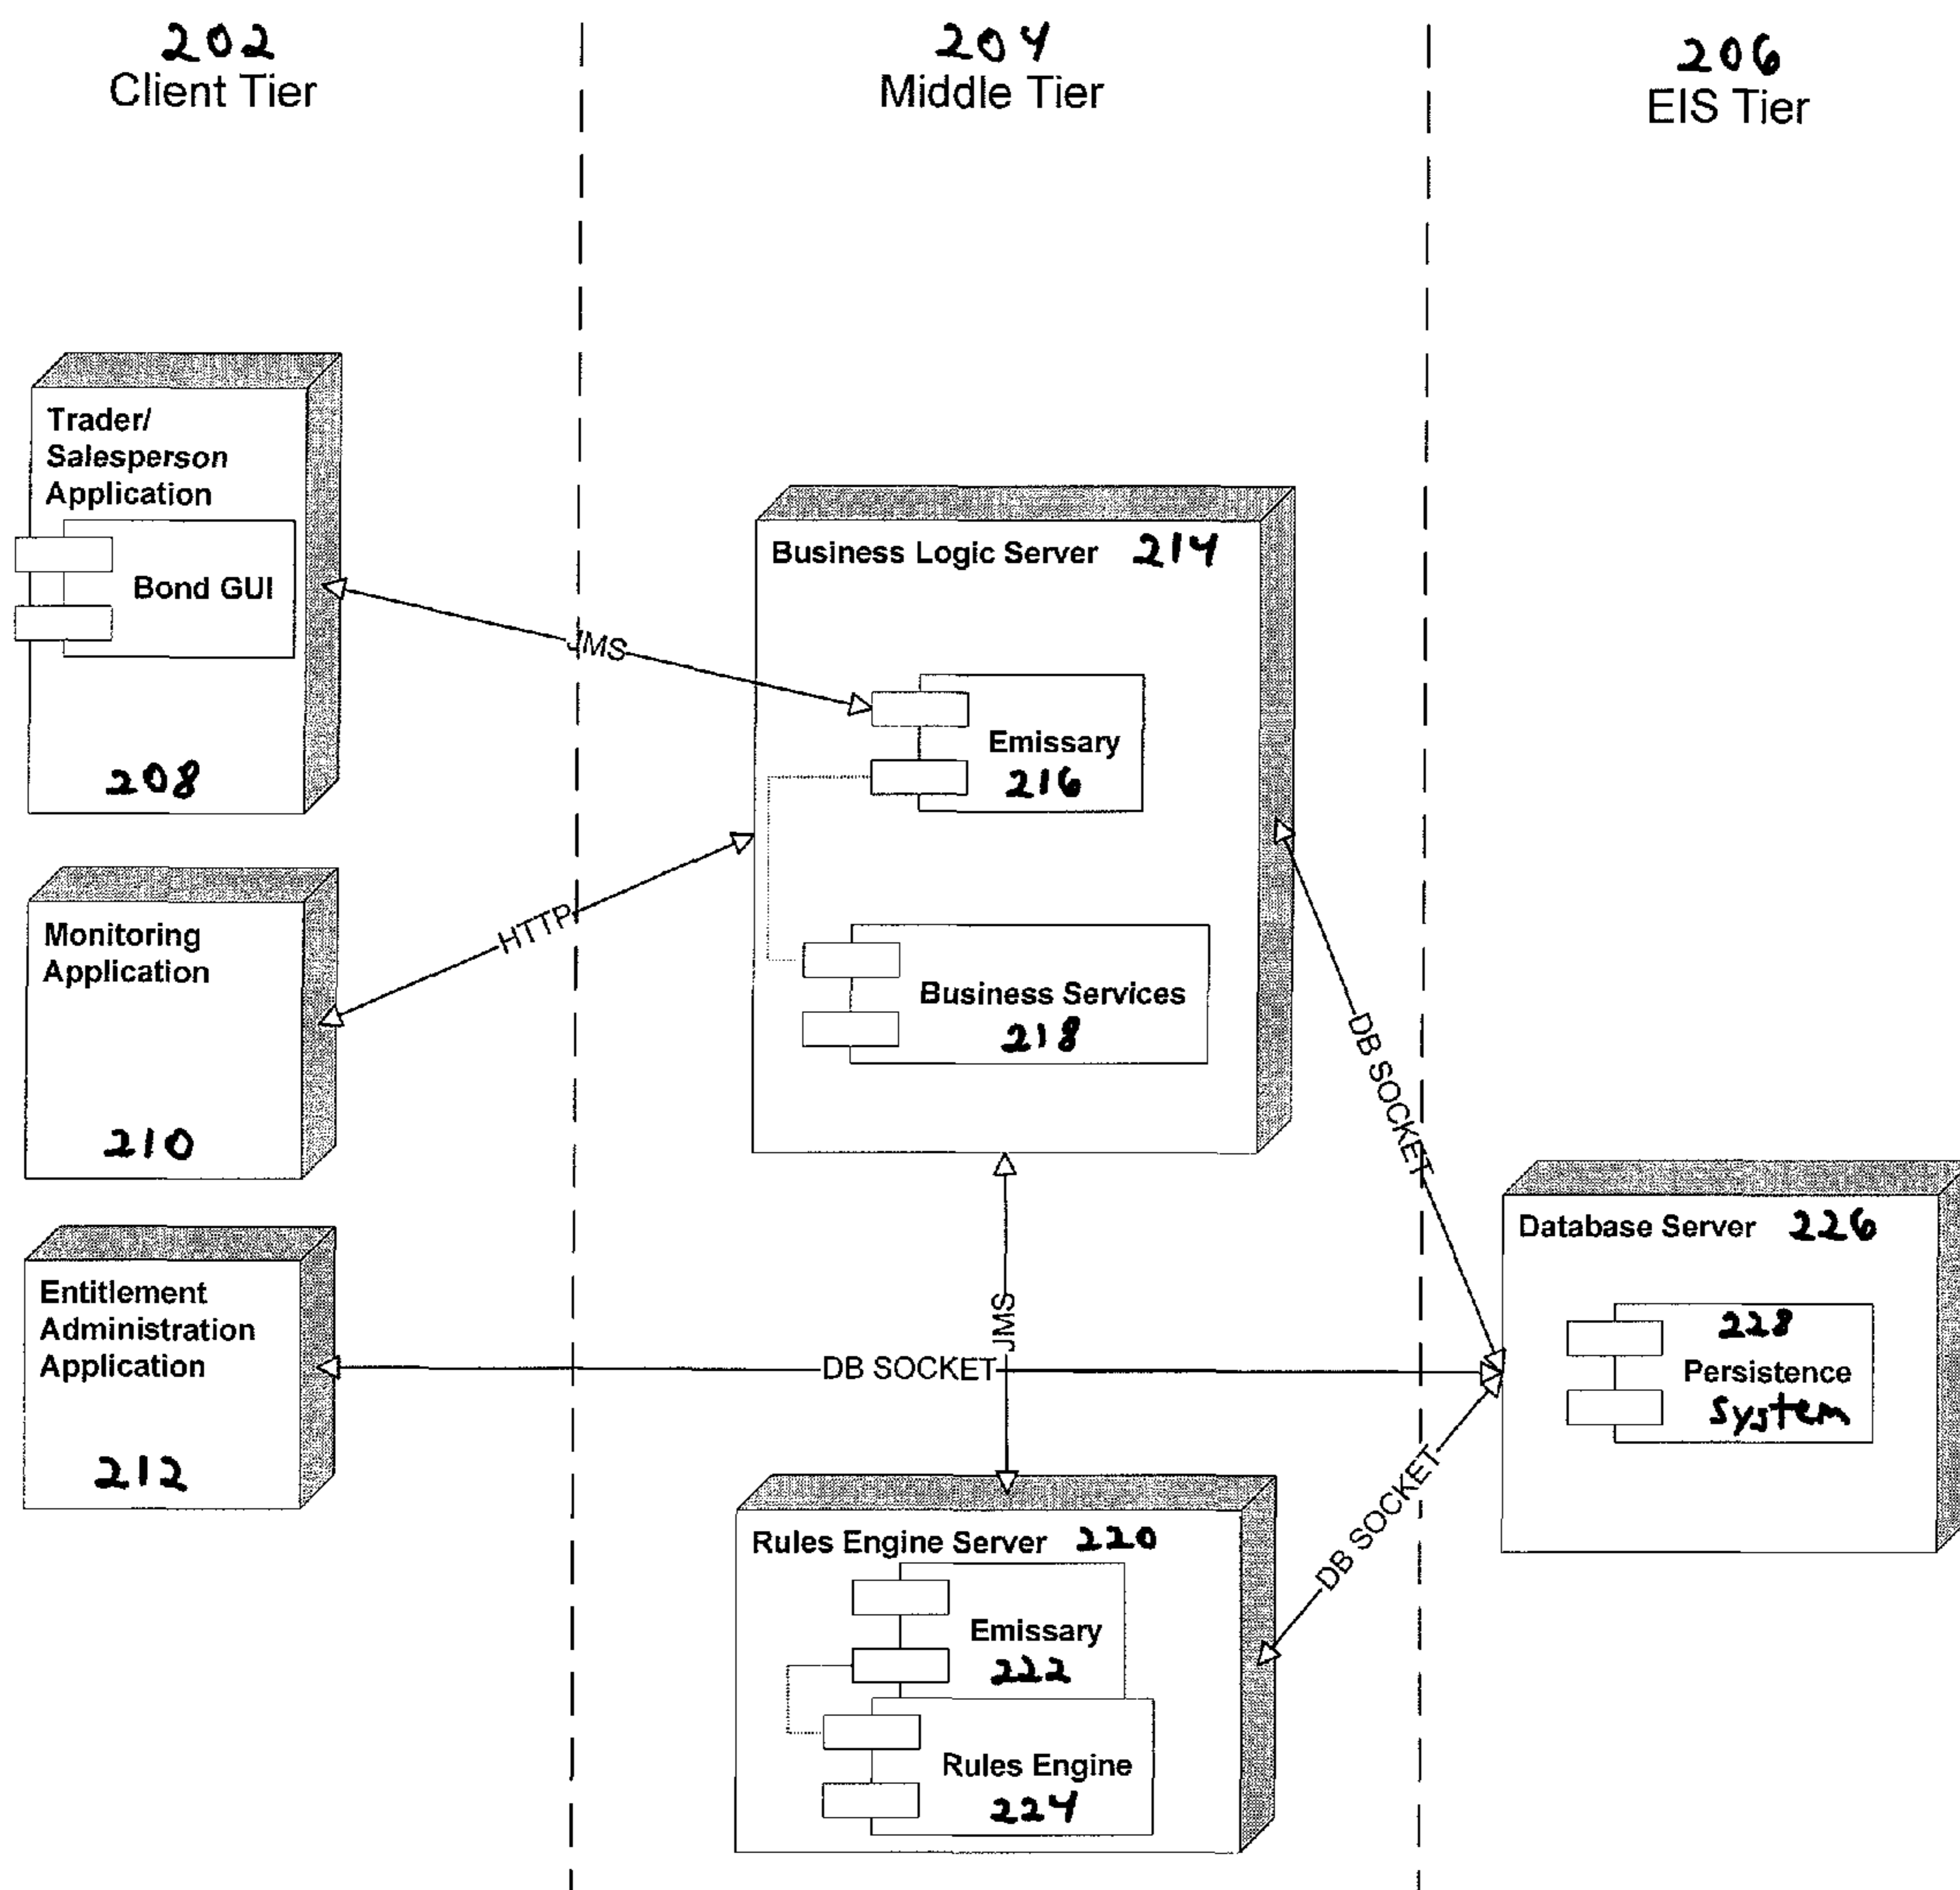 202
Client Tier
204
Middle Tier
206
EIS Tier
Trader/
Salesperson
Application
Bond GUI
208
JMS
Business Logic Server 214
Emissary
216
Business Services
218
Monitoring
Application
210
HTTP
DB SOCKET
Entitlement
Administration
Application
212
JMS
DB SOCKET
Database Server 226
228
Persistence
System
DB SOCKET
Rules Engine Server 220
Emissary
222
Rules Engine
224